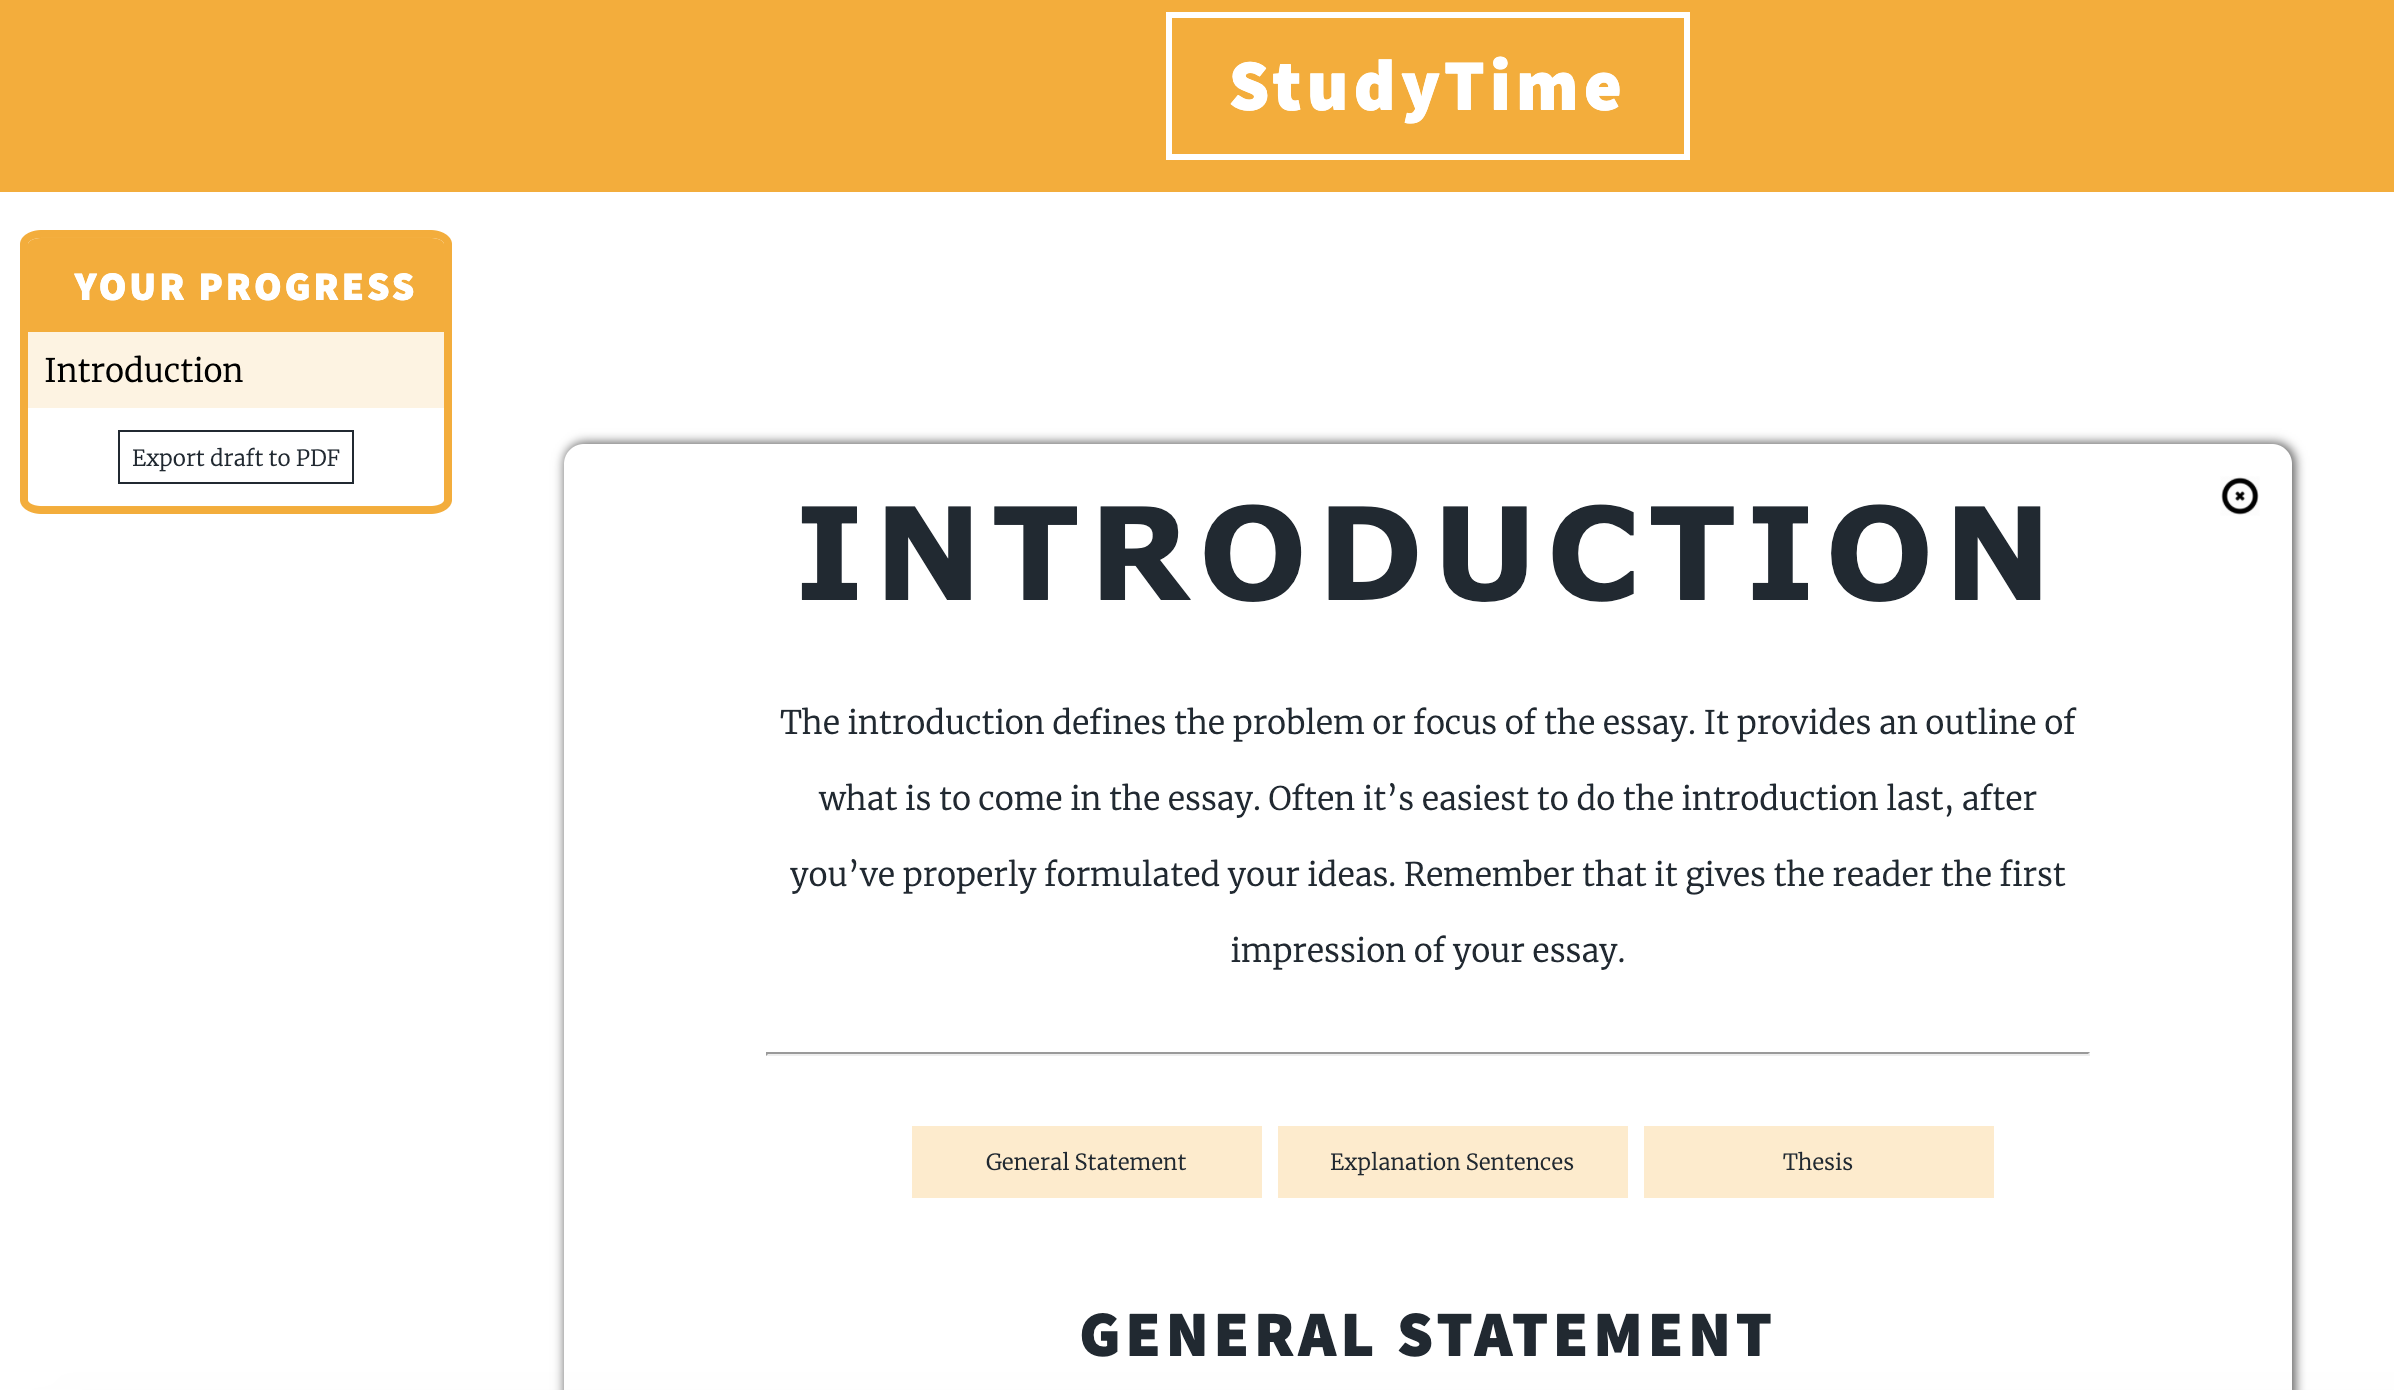 StudyTime
YOUR PROGRESS
Introduction
Export draft to PDF
INTRODUCTION
The introduction defines the problem or focus of the essay. It provides an outline of
what is to come in the essay. Often it’s easiest to do the introduction last, after
you’ve properly formulated your ideas. Remember that it gives the reader the first
impression of your essay.
General Statement
Explanation Sentences
Thesis
GENERAL STATEMENT